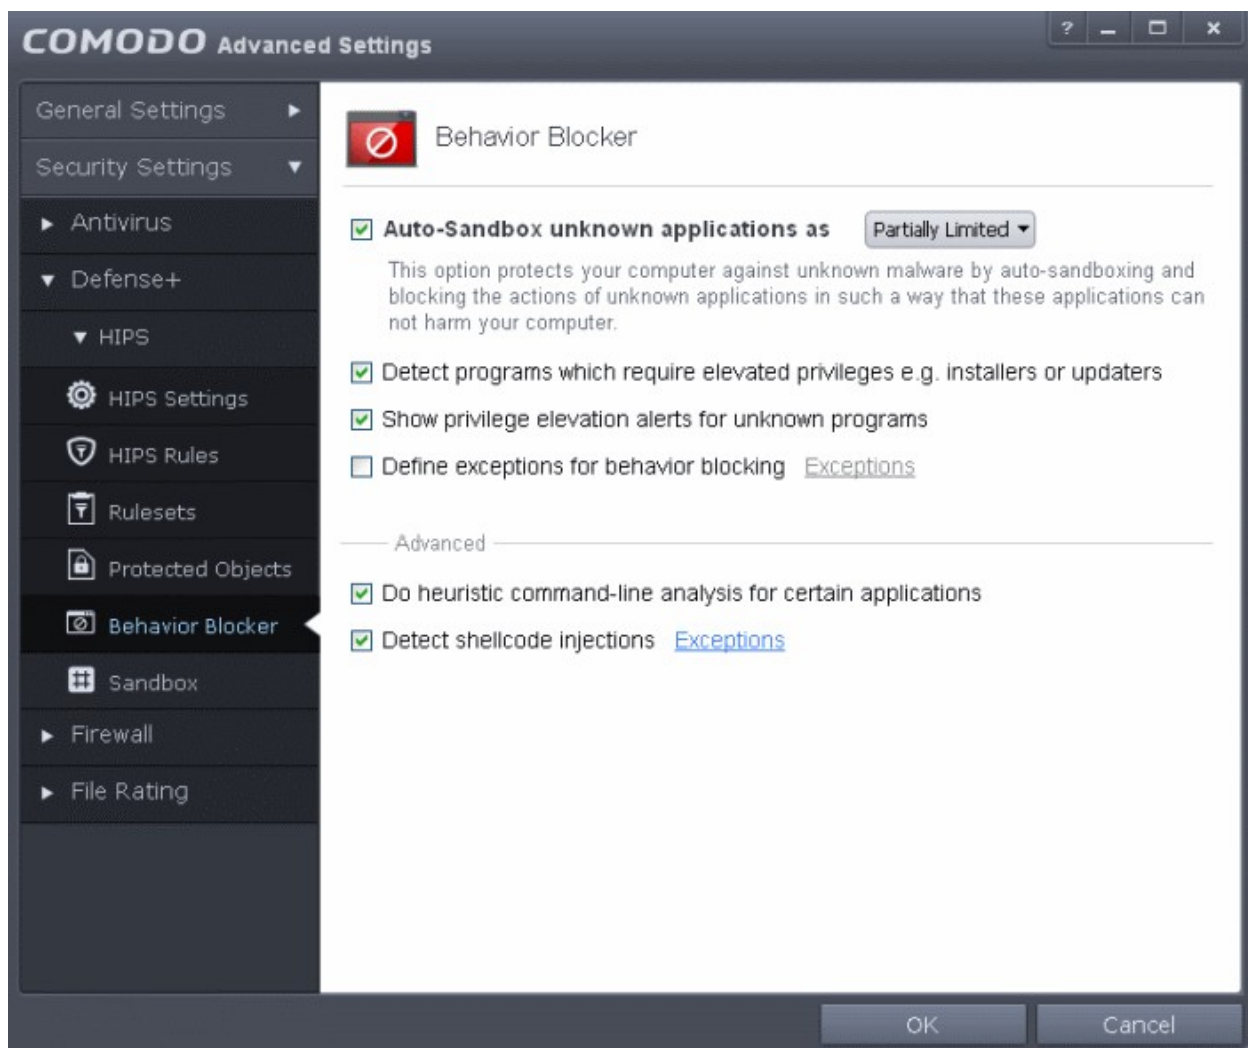 COMODO Advanced Settings
?
General Settings
Security Settings
Antivirus
Defense+
HIPS
HIPS Settings
HIPS Rules
Rulesets
Protected Objects
Behavior Blocker
Sandbox
Firewall
File Rating
Behavior Blocker
Auto-Sandbox unknown applications as Partially Limited
This option protects your computer against unknown malware by auto-sandboxing and
blocking the actions of unknown applications in such a way that these applications can
not harm your computer.
Detect programs which require elevated privileges e.g. installers or updaters
Show privilege elevation alerts for unknown programs
Define exceptions for behavior blocking Exceptions
Advanced
Do heuristic command-line analysis for certain applications
Detect shellcode injections Exceptions
OK Cancel